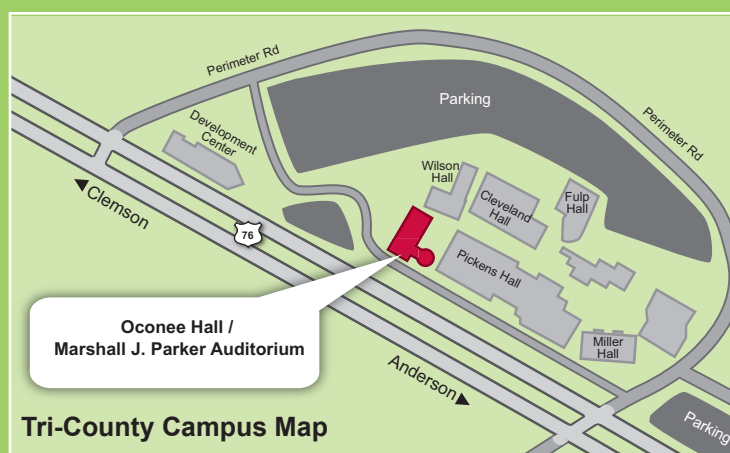 Perimeter Rd
Parking
Perimeter Rd
Development
Center
Wilson
Hall
Cleveland
Hall
Fulp
Hall
Clemson
76
Pickens Hall
Oconee Hall /
Marshall J. Parker Auditorium
Miller
Hall
Anderson
Parking
Tri-County Campus Map